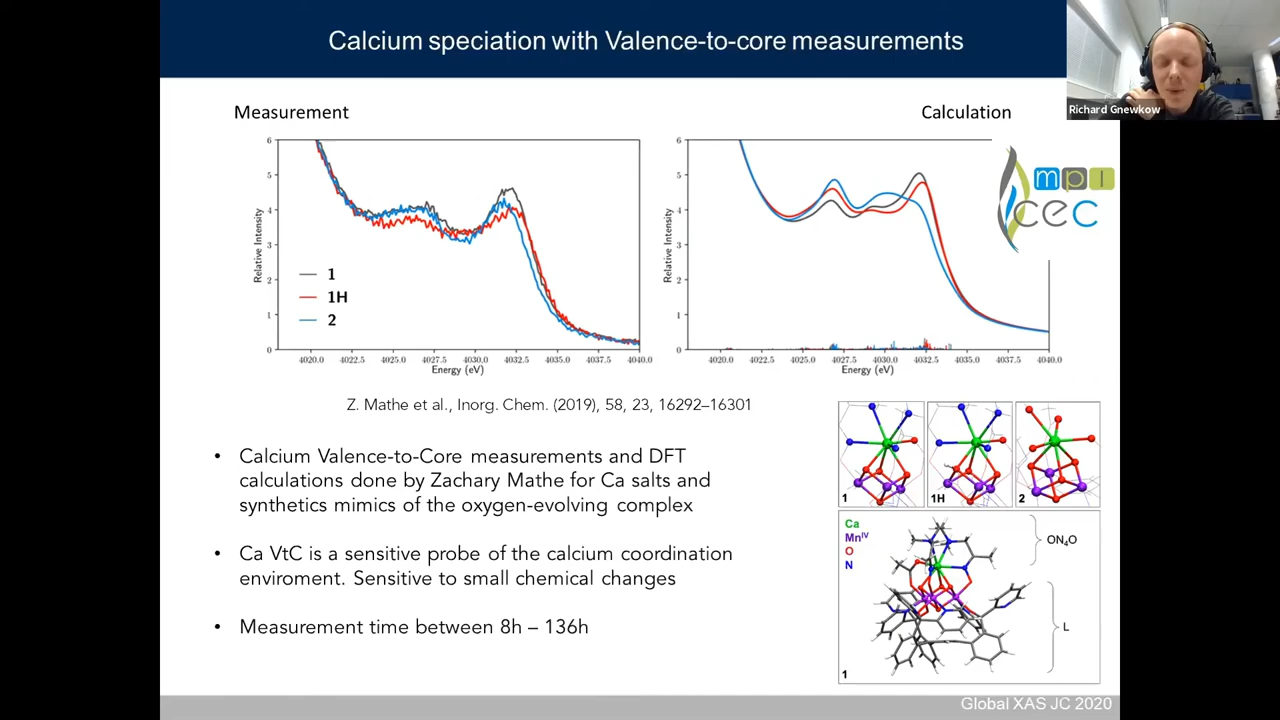 Calcium speciation with Valence-to-core measurements
Richard Gnewkow
Measurement
Calculation
mpi
cec
6
5
4
3
2
1
0
Relative Intensity
1
1H
2
4020.0 4022.5 4025.0 4027.5 4030.0 4032.5 4035.0 4037.5 4040.0
Energy (eV)
6
5
4
3
2
1
0
Relative Intensity
4020.0 4022.5 4025.0 4027.5 4030.0 4032.5 4035.0 4037.5 4040.0
Energy (eV)
Z. Mathe et al., Inorg. Chem. (2019), 58, 23, 16292–16301
• Calcium Valence-to-Core measurements and DFT
calculations done by Zachary Mathe for Ca salts and
synthetics mimics of the oxygen-evolving complex
• Ca VtC is a sensitive probe of the calcium coordination
enviroment. Sensitive to small chemical changes
• Measurement time between 8h – 136h
1
1H
2
Ca
Mnᴵⱽ
O
N
ON₄O
L
1
Global XAS JC 2020